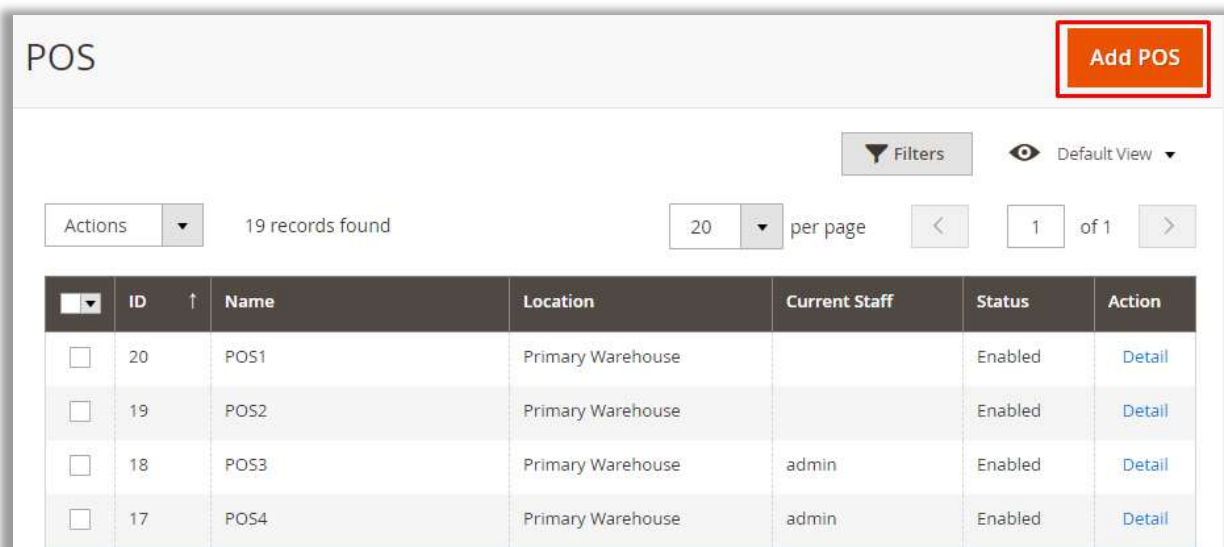 POS
Add POS
Filters Default View
Actions 19 records found 20 per page 1 of 1
ID ↑ Name Location Current Staff Status Action
20 POS1 Primary Warehouse Enabled Detail
19 POS2 Primary Warehouse Enabled Detail
18 POS3 Primary Warehouse admin Enabled Detail
17 POS4 Primary Warehouse admin Enabled Detail